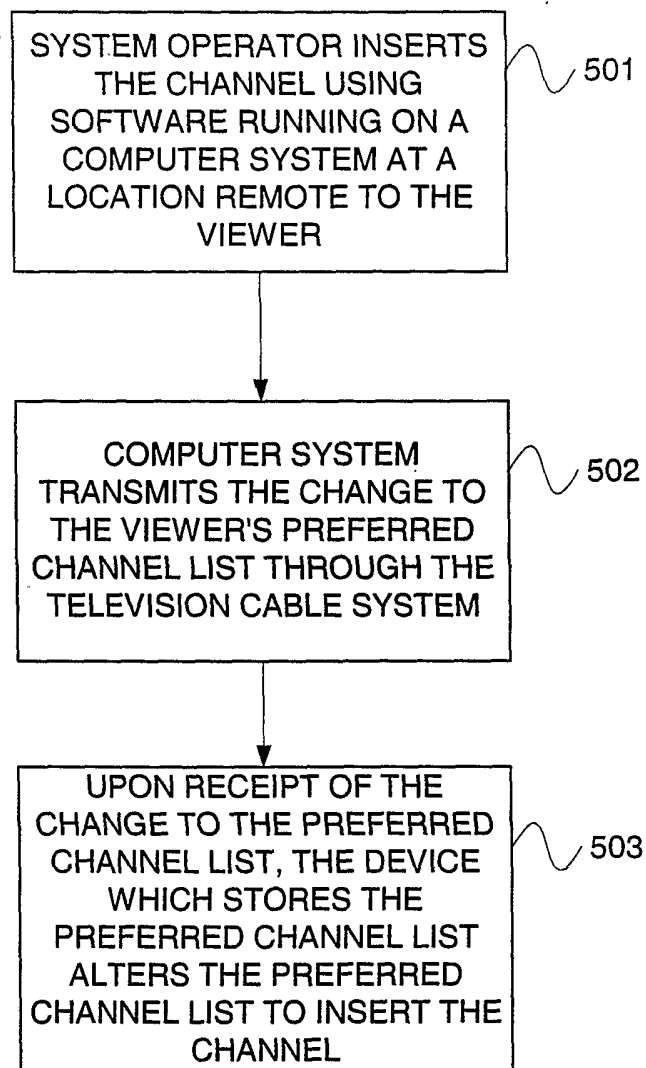 SYSTEM OPERATOR INSERTS
THE CHANNEL USING
SOFTWARE RUNNING ON A
COMPUTER SYSTEM AT A
LOCATION REMOTE TO THE
VIEWER
501
COMPUTER SYSTEM
TRANSMITS THE CHANGE TO
THE VIEWER'S PREFERRED
CHANNEL LIST THROUGH THE
TELEVISION CABLE SYSTEM
502
UPON RECEIPT OF THE
CHANGE TO THE PREFERRED
CHANNEL LIST, THE DEVICE
WHICH STORES THE
PREFERRED CHANNEL LIST
ALTERS THE PREFERRED
CHANNEL LIST TO INSERT THE
CHANNEL
503